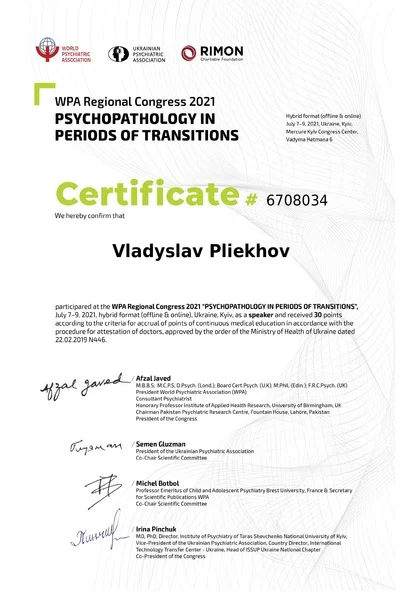 WORLD
PSYCHIATRIC
ASSOCIATION
UKRAINIAN
PSYCHIATRIC
ASSOCIATION
RIMON
Charitable Foundation
WPA Regional Congress 2021
PSYCHOPATHOLOGY IN
PERIODS OF TRANSITIONS
Hybrid format (offline & online)
July 7–9, 2021, Ukraine, Kyiv,
Mercure Kyiv Congress Center,
Vadyma Hetmana 6
Certificate # 6708034
We hereby confirm that
Vladyslav Pliekhov
participated at the WPA Regional Congress 2021 "PSYCHOPATHOLOGY IN PERIODS OF TRANSITIONS",
July 7–9, 2021, hybrid format (offline & online), Ukraine, Kyiv, as a speaker and received 30 points
according to the criteria for accrual of points of continuous medical education in accordance with the
procedure for attestation of doctors, approved by the order of the Ministry of Health of Ukraine dated
22.02.2019 N446.
Afzal Javed
/ Afzal Javed
M.B.B.S; M.C.P.S; D.Psych. (Lond.); Board Cert.Psych. (U.K); M.Phil. (Edin.); F.R.C.Psych. (UK)
President World Psychiatric Association (WPA)
Consultant Psychiatrist
Honorary Professor Institute of Applied Health Research, University of Birmingham, UK
Chairman Pakistan Psychiatric Research Centre, Fountain House, Lahore, Pakistan
President of the Congress
/ Semen Gluzman
President of the Ukrainian Psychiatric Association
Co-Chair Scientific Committee
/ Michel Botbol
Professor Emeritus of Child and Adolescent Psychiatry Brest University, France & Secretary
for Scientific Publications WPA
Co-Chair Scientific Committee
/ Irina Pinchuk
MD, PhD, Director, Institute of Psychiatry of Taras Shevchenko National University of Kyiv,
Vice-President of the Ukrainian Psychiatric Association, Country Director, International
Technology Transfer Center - Ukraine, Head of ISSUP Ukraine National Chapter
Co-President of the Congress